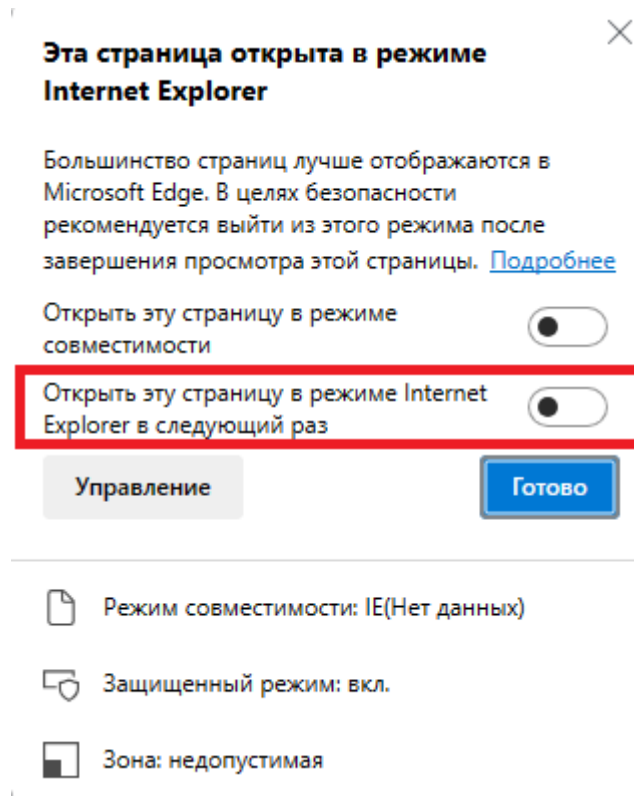 Эта страница открыта в режиме
Internet Explorer
Большинство страниц лучше отображаются в
Microsoft Edge. В целях безопасности
рекомендуется выйти из этого режима после
завершения просмотра этой страницы. Подробнее
Открыть эту страницу в режиме
совместимости
Открыть эту страницу в режиме Internet
Explorer в следующий раз
Управление
Готово
Режим совместимости: IE(Нет данных)
Защищенный режим: вкл.
Зона: недопустимая